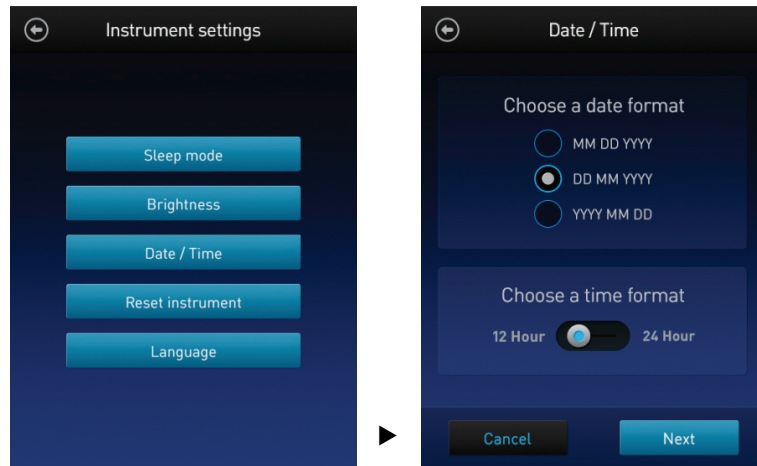 Instrument settings
Sleep mode
Brightness
Date / Time
Reset instrument
Language
Date / Time
Choose a date format
MM DD YYYY
DD MM YYYY
YYYY MM DD
Choose a time format
12 Hour 24 Hour
Cancel Next